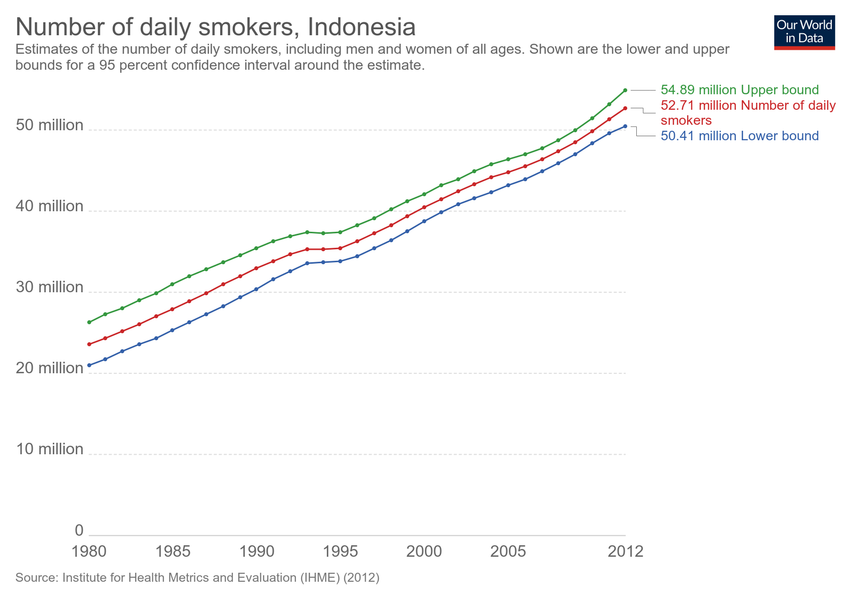 Number of daily smokers, Indonesia
Our World
in Data
Estimates of the number of daily smokers, including men and women of all ages. Shown are the lower and upper
bounds for a 95 percent confidence interval around the estimate.
54.89 million Upper bound
52.71 million Number of daily
smokers
50.41 million Lower bound
50 million
40 million
30 million
20 million
10 million
0
1980 1985 1990 1995 2000 2005 2012
Source: Institute for Health Metrics and Evaluation (IHME) (2012)